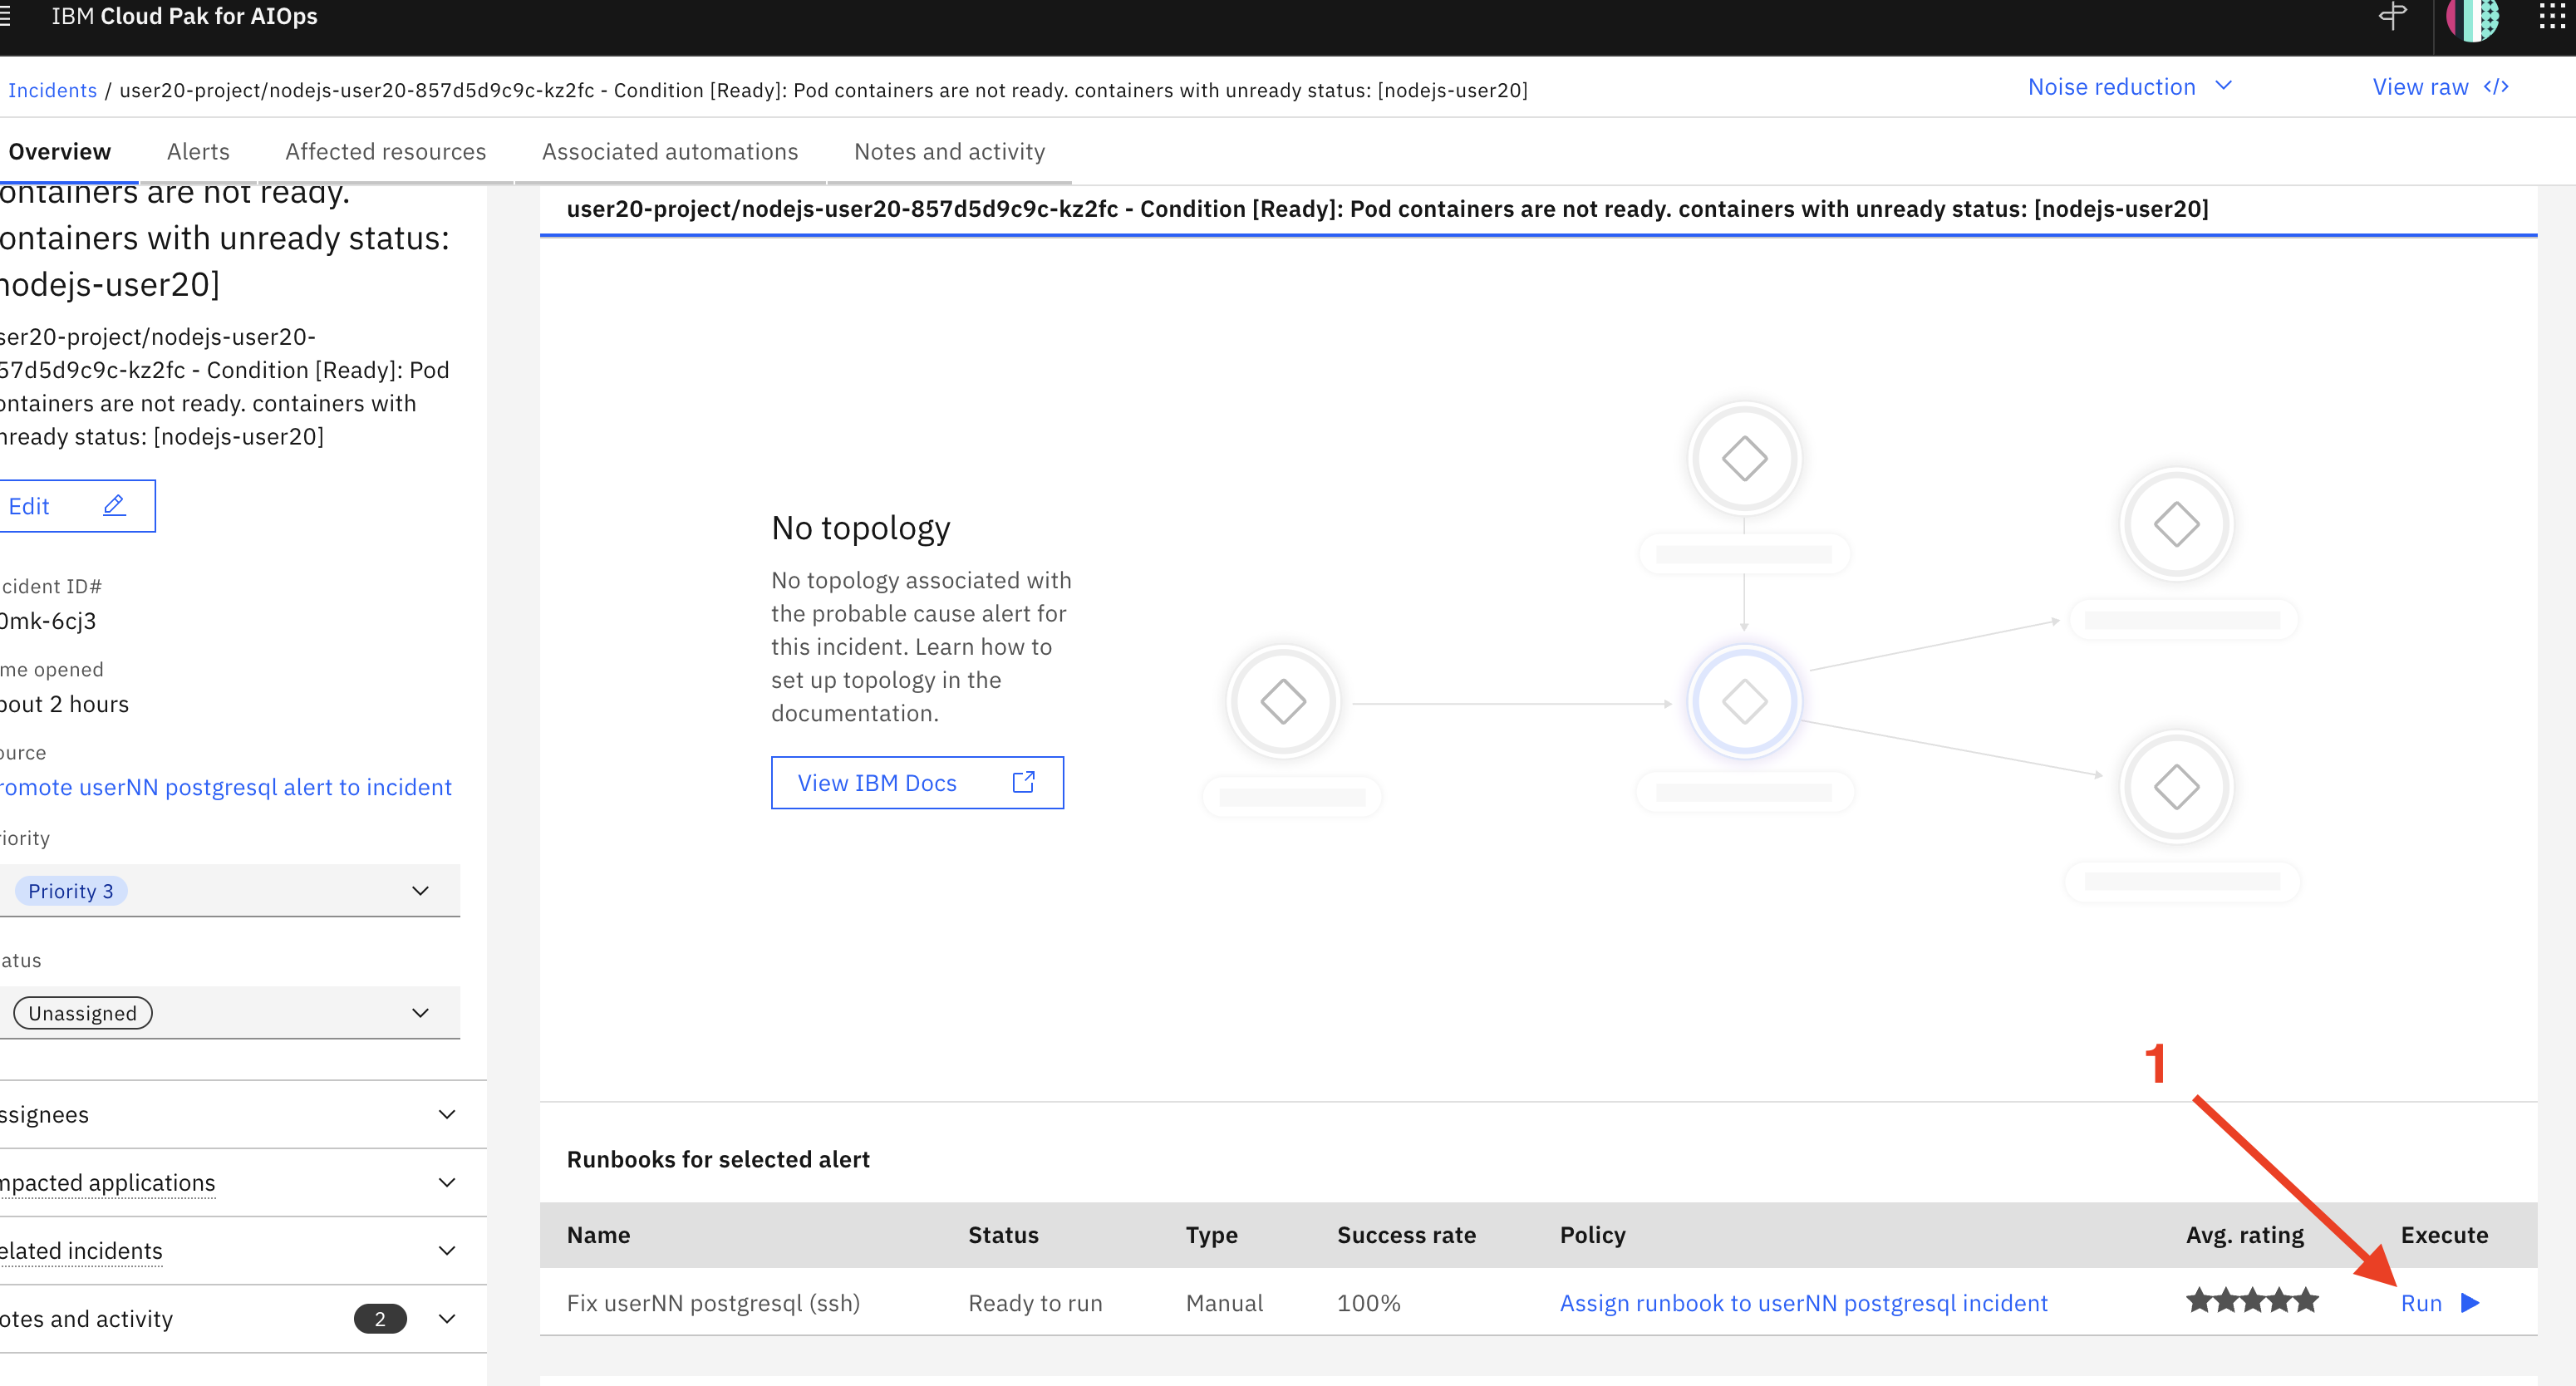 IBM Cloud Pak for AIOps
Incidents / user20-project/nodejs-user20-857d5d9c9c-kz2fc - Condition [Ready]: Pod containers are not ready. containers with unready status: [nodejs-user20]
Noise reduction
View raw </>
Overview
Alerts
Affected resources
Associated automations
Notes and activity
ontainers are not ready.
ontainers with unready status:
nodejs-user20]
ser20-project/nodejs-user20-
57d5d9c9c-kz2fc - Condition [Ready]: Pod
ontainers are not ready. containers with
nready status: [nodejs-user20]
Edit
cident ID#
0mk-6cj3
me opened
bout 2 hours
ource
romote userNN postgresql alert to incident
iority
Priority 3
atus
Unassigned
ssignees
mpacted applications
elated incidents
otes and activity
2
user20-project/nodejs-user20-857d5d9c9c-kz2fc - Condition [Ready]: Pod containers are not ready. containers with unready status: [nodejs-user20]
No topology
No topology associated with
the probable cause alert for
this incident. Learn how to
set up topology in the
documentation.
View IBM Docs
1
Runbooks for selected alert
Name Status Type Success rate Policy Avg. rating Execute
Fix userNN postgresql (ssh) Ready to run Manual 100% Assign runbook to userNN postgresql incident ★★★★★ Run